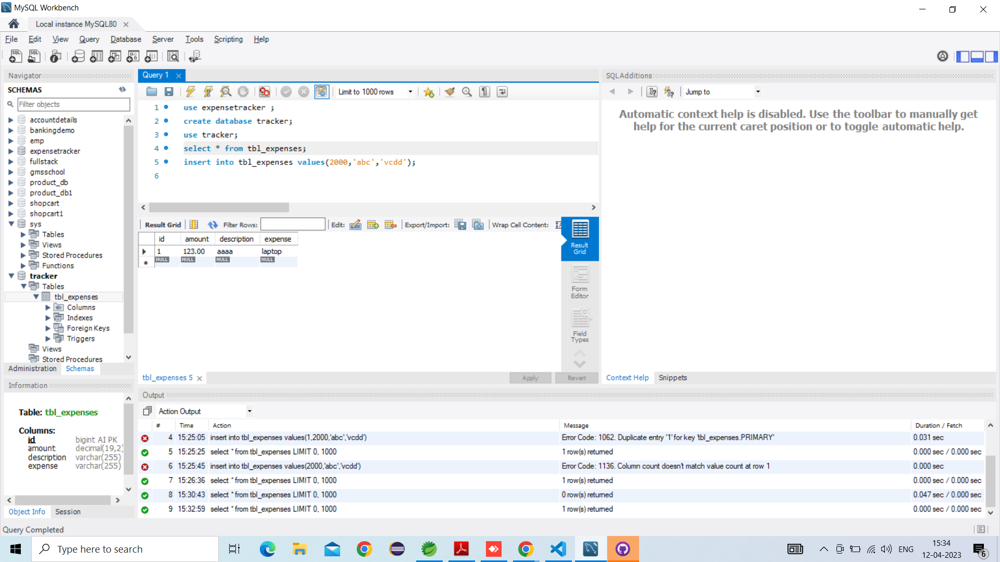 MySQL Workbench
Local instance MySQL80
File Edit View Query Database Server Tools Scripting Help
Navigator
SCHEMAS
Filter objects
accountdetails
bankingdemo
emp
expensetracker
fullstack
gmsschool
product_db
product_db1
shopcart
shopcart1
sys
Tables
Views
Stored Procedures
Functions
tracker
Tables
tbl_expenses
Columns
Indexes
Foreign Keys
Triggers
Views
Stored Procedures
Administration Schemas
Information
Table: tbl_expenses
Columns:
id bigint AI PK
amount decimal(19,2)
description varchar(255)
expense varchar(255)
Object Info Session
Query Completed
Query 1
Limit to 1000 rows
1 use expensetracker ;
2 create database tracker;
3 use tracker;
4 select * from tbl_expenses;
5 insert into tbl_expenses values(2000,'abc','vcdd');
6
Result Grid Filter Rows: Edit: Export/Import: Wrap Cell Content:
id amount description expense
1 123.00 aaaa laptop
NULL NULL NULL NULL
Result
Grid
Form
Editor
Field
Types
tbl_expenses 5
Apply Revert
SQLAdditions
Jump to
Automatic context help is disabled. Use the toolbar to manually get
help for the current caret position or to toggle automatic help.
Context Help Snippets
Output
Action Output
# Time Action Message Duration / Fetch
4 15:25:05 insert into tbl_expenses values(1,2000,'abc','vcdd') Error Code: 1062. Duplicate entry '1' for key 'tbl_expenses.PRIMARY' 0.031 sec
5 15:25:25 select * from tbl_expenses LIMIT 0, 1000 1 row(s) returned 0.000 sec / 0.000 sec
6 15:25:45 insert into tbl_expenses values(2000,'abc','vcdd') Error Code: 1136. Column count doesn't match value count at row 1 0.000 sec
7 15:26:36 select * from tbl_expenses LIMIT 0, 1000 1 row(s) returned 0.000 sec / 0.000 sec
8 15:30:43 select * from tbl_expenses LIMIT 0, 1000 0 row(s) returned 0.047 sec / 0.000 sec
9 15:32:59 select * from tbl_expenses LIMIT 0, 1000 1 row(s) returned 0.000 sec / 0.000 sec
Type here to search
ENG
15:34
12-04-2023
6